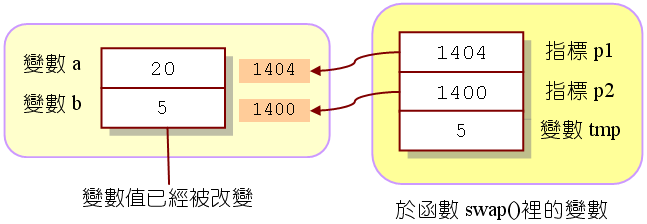 變數 a
20
1404
變數 b
5
1400
變數值已經被改變
1404
指標 p1
1400
指標 p2
5
變數 tmp
於函數 swap()裡的變數